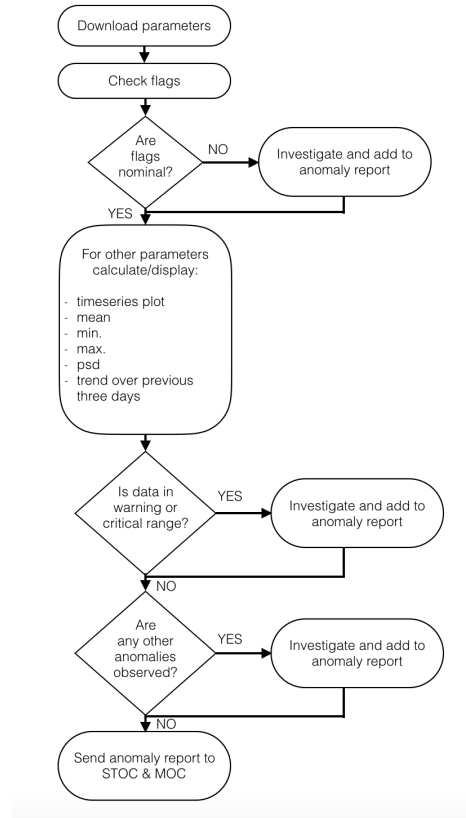 Download parameters
Check flags
Are
flags
nominal?
NO
Investigate and add to
anomaly report
YES
For other parameters
calculate/display:
- timeseries plot
- mean
- min.
- max.
- psd
- trend over previous
three days
Is data in
warning or
critical range?
YES
Investigate and add to
anomaly report
NO
Are
any other
anomalies
observed?
YES
Investigate and add to
anomaly report
NO
Send anomaly report to
STOC & MOC